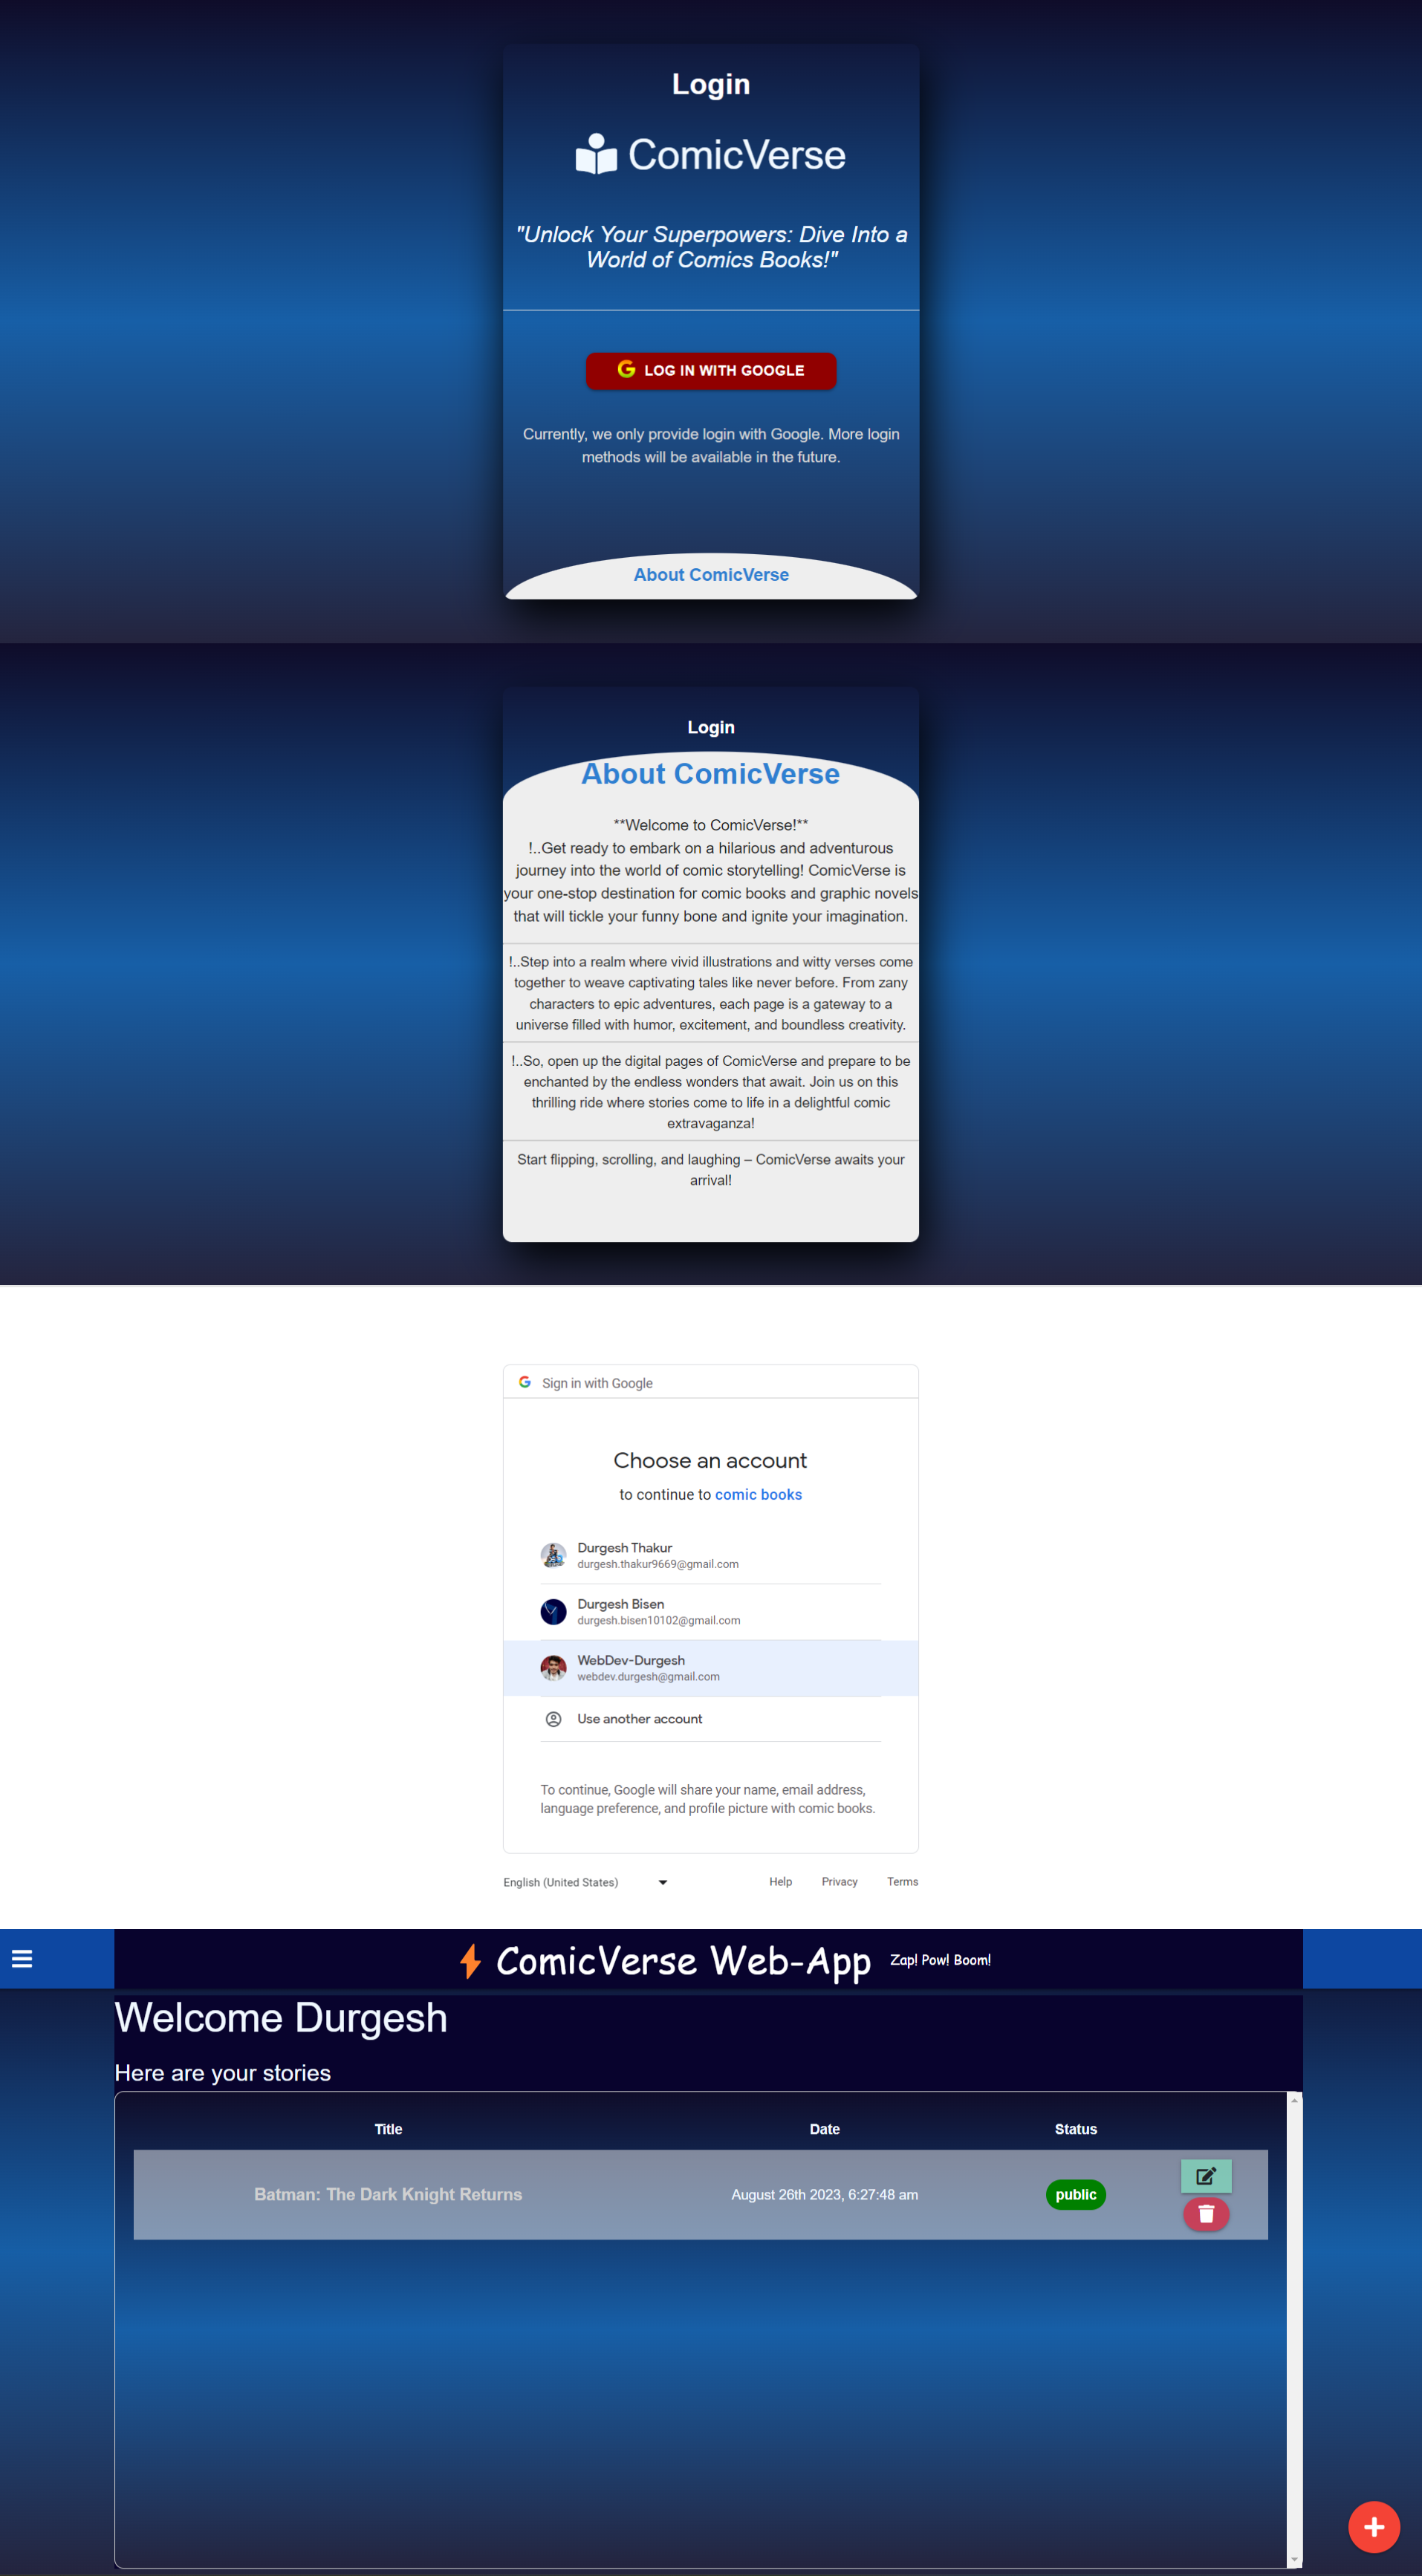 Login
ComicVerse
"Unlock Your Superpowers: Dive Into a
World of Comics Books!"
LOG IN WITH GOOGLE
Currently, we only provide login with Google. More login
methods will be available in the future.
About ComicVerse
Login
About ComicVerse
**Welcome to ComicVerse!**
!..Get ready to embark on a hilarious and adventurous
journey into the world of comic storytelling! ComicVerse is
your one-stop destination for comic books and graphic novels
that will tickle your funny bone and ignite your imagination.
!..Step into a realm where vivid illustrations and witty verses come
together to weave captivating tales like never before. From zany
characters to epic adventures, each page is a gateway to a
universe filled with humor, excitement, and boundless creativity.
!..So, open up the digital pages of ComicVerse and prepare to be
enchanted by the endless wonders that await. Join us on this
thrilling ride where stories come to life in a delightful comic
extravaganza!
Start flipping, scrolling, and laughing – ComicVerse awaits your
arrival!
Sign in with Google
Choose an account
to continue to comic books
Durgesh Thakur
durgesh.thakur9669@gmail.com
Durgesh Bisen
durgesh.bisen10102@gmail.com
WebDev-Durgesh
webdev.durgesh@gmail.com
Use another account
To continue, Google will share your name, email address,
language preference, and profile picture with comic books.
English (United States) Help Privacy Terms
ComicVerse Web-App Zap! Pow! Boom!
Welcome Durgesh
Here are your stories
Title Date Status
Batman: The Dark Knight Returns August 26th 2023, 6:27:48 am public